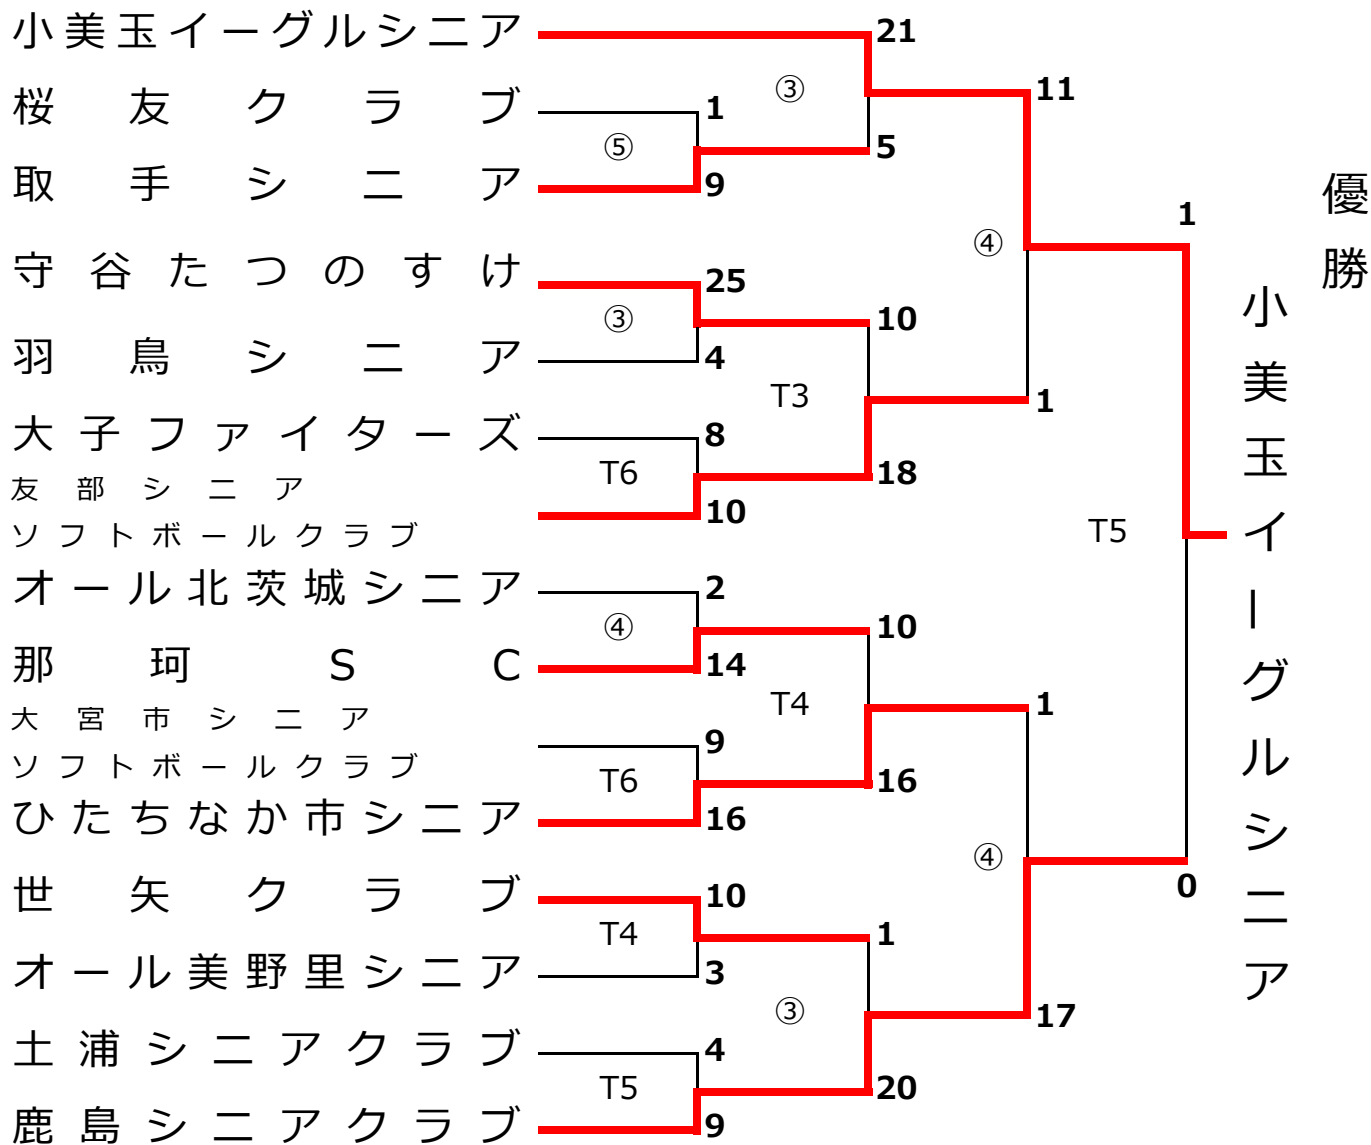 小美玉イーグルシニア
21
桜友クラブ
1
③
11
⑤
5
取手シニア
9
優勝
1
④
守谷たつのすけ
25
③
10
羽鳥シニア
4
T3
1
大子ファイターズ
8
T6
18
友部シニア
ソフトボールクラブ
10
T5
小美玉イーグルシニア
オール北茨城シニア
2
④
10
那珂SC
14
T4
1
大宮市シニア
ソフトボールクラブ
9
T6
16
ひたちなか市シニア
16
④
0
世矢クラブ
10
T4
1
オール美野里シニア
3
③
17
土浦シニアクラブ
4
T5
20
鹿島シニアクラブ
9